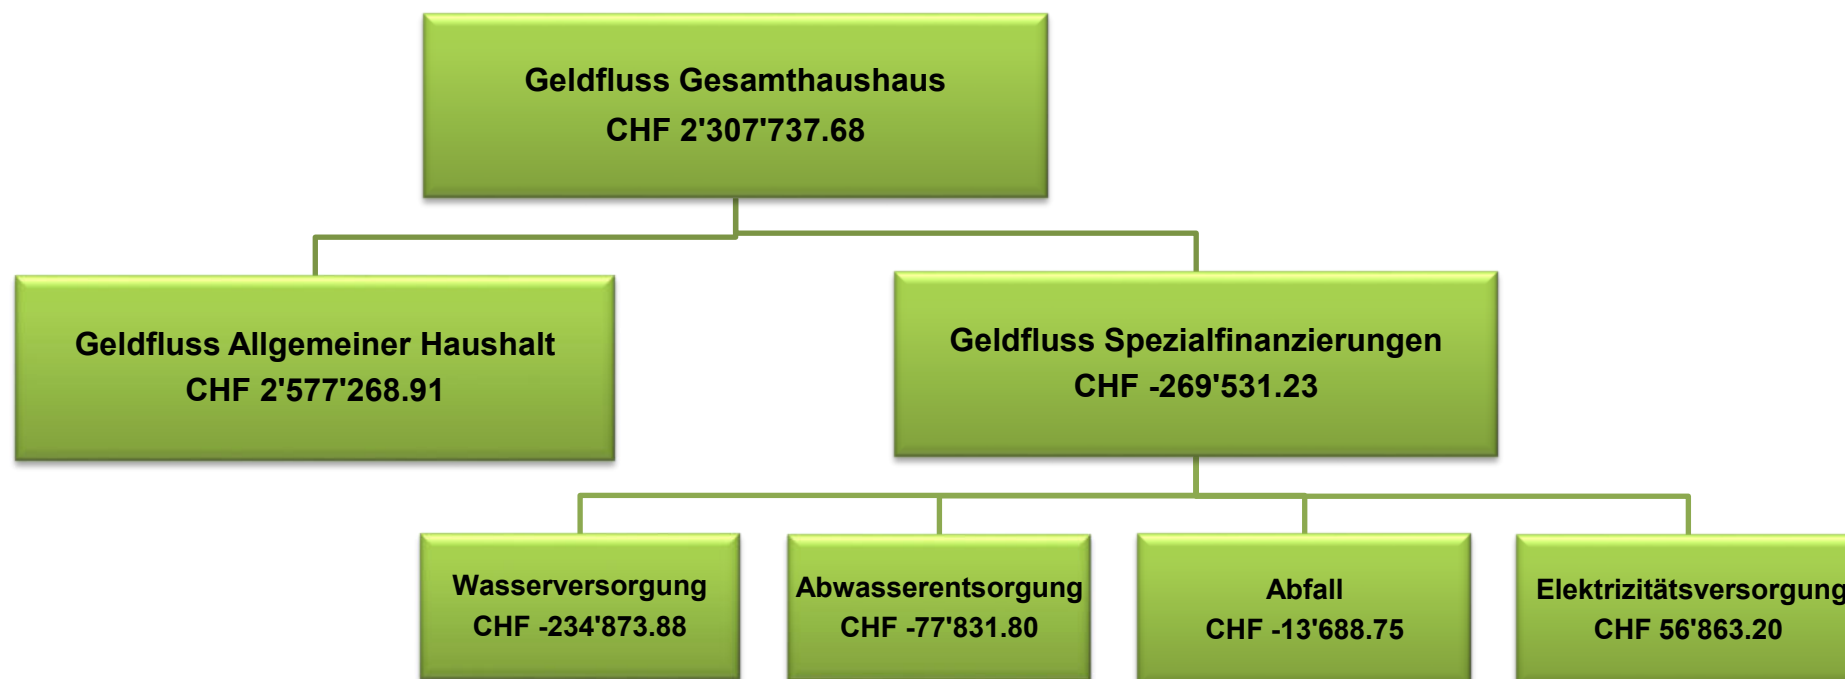 Geldfluss Gesamthaushaus
CHF 2'307'737.68
Geldfluss Allgemeiner Haushalt
CHF 2'577'268.91
Geldfluss Spezialfinanzierungen
CHF -269'531.23
Wasserversorgung
CHF -234'873.88
Abwasserentsorgung
CHF -77'831.80
Abfall
CHF -13'688.75
Elektrizitätsversorgung
CHF 56'863.20